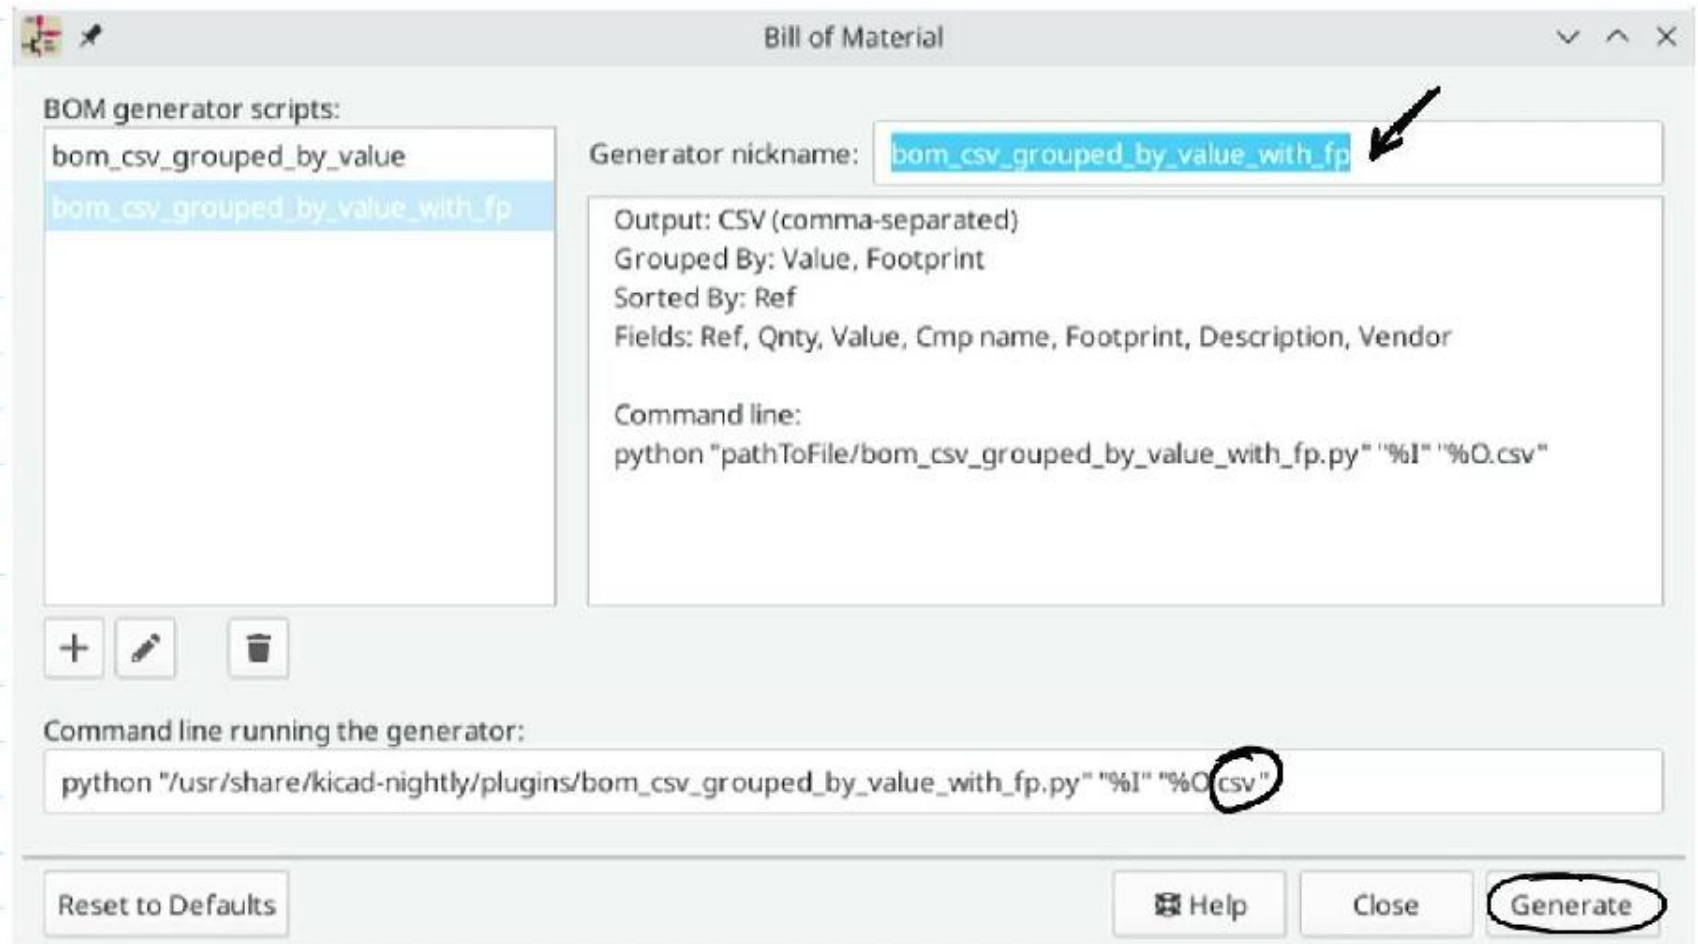 Bill of Material
BOM generator scripts:
bom_csv_grouped_by_value
bom_csv_grouped_by_value_with_fp
Generator nickname: bom_csv_grouped_by_value_with_fp
Output: CSV (comma-separated)
Grouped By: Value, Footprint
Sorted By: Ref
Fields: Ref, Qnty, Value, Cmp name, Footprint, Description, Vendor
Command line:
python "pathToFile/bom_csv_grouped_by_value_with_fp.py" "%I" "%O.csv"
Command line running the generator:
python "/usr/share/kicad-nightly/plugins/bom_csv_grouped_by_value_with_fp.py" "%I" "%O csv"
Reset to Defaults
Help
Close
Generate